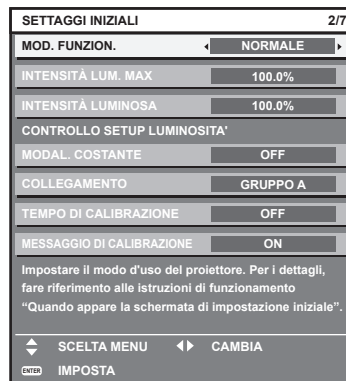 SETTAGGI INIZIALI 2/7
MOD. FUNZION. NORMALE
INTENSITÀ LUM. MAX 100.0%
INTENSITÀ LUMINOSA 100.0%
CONTROLLO SETUP LUMINOSITA'
MODAL. COSTANTE OFF
COLLEGAMENTO GRUPPO A
TEMPO DI CALIBRAZIONE OFF
MESSAGGIO DI CALIBRAZIONE ON
Impostare il modo d'uso del proiettore. Per i dettagli,
fare riferimento alle istruzioni di funzionamento
“Quando appare la schermata di impostazione iniziale”.
SCELTA MENU CAMBIA
ENTER IMPOSTA